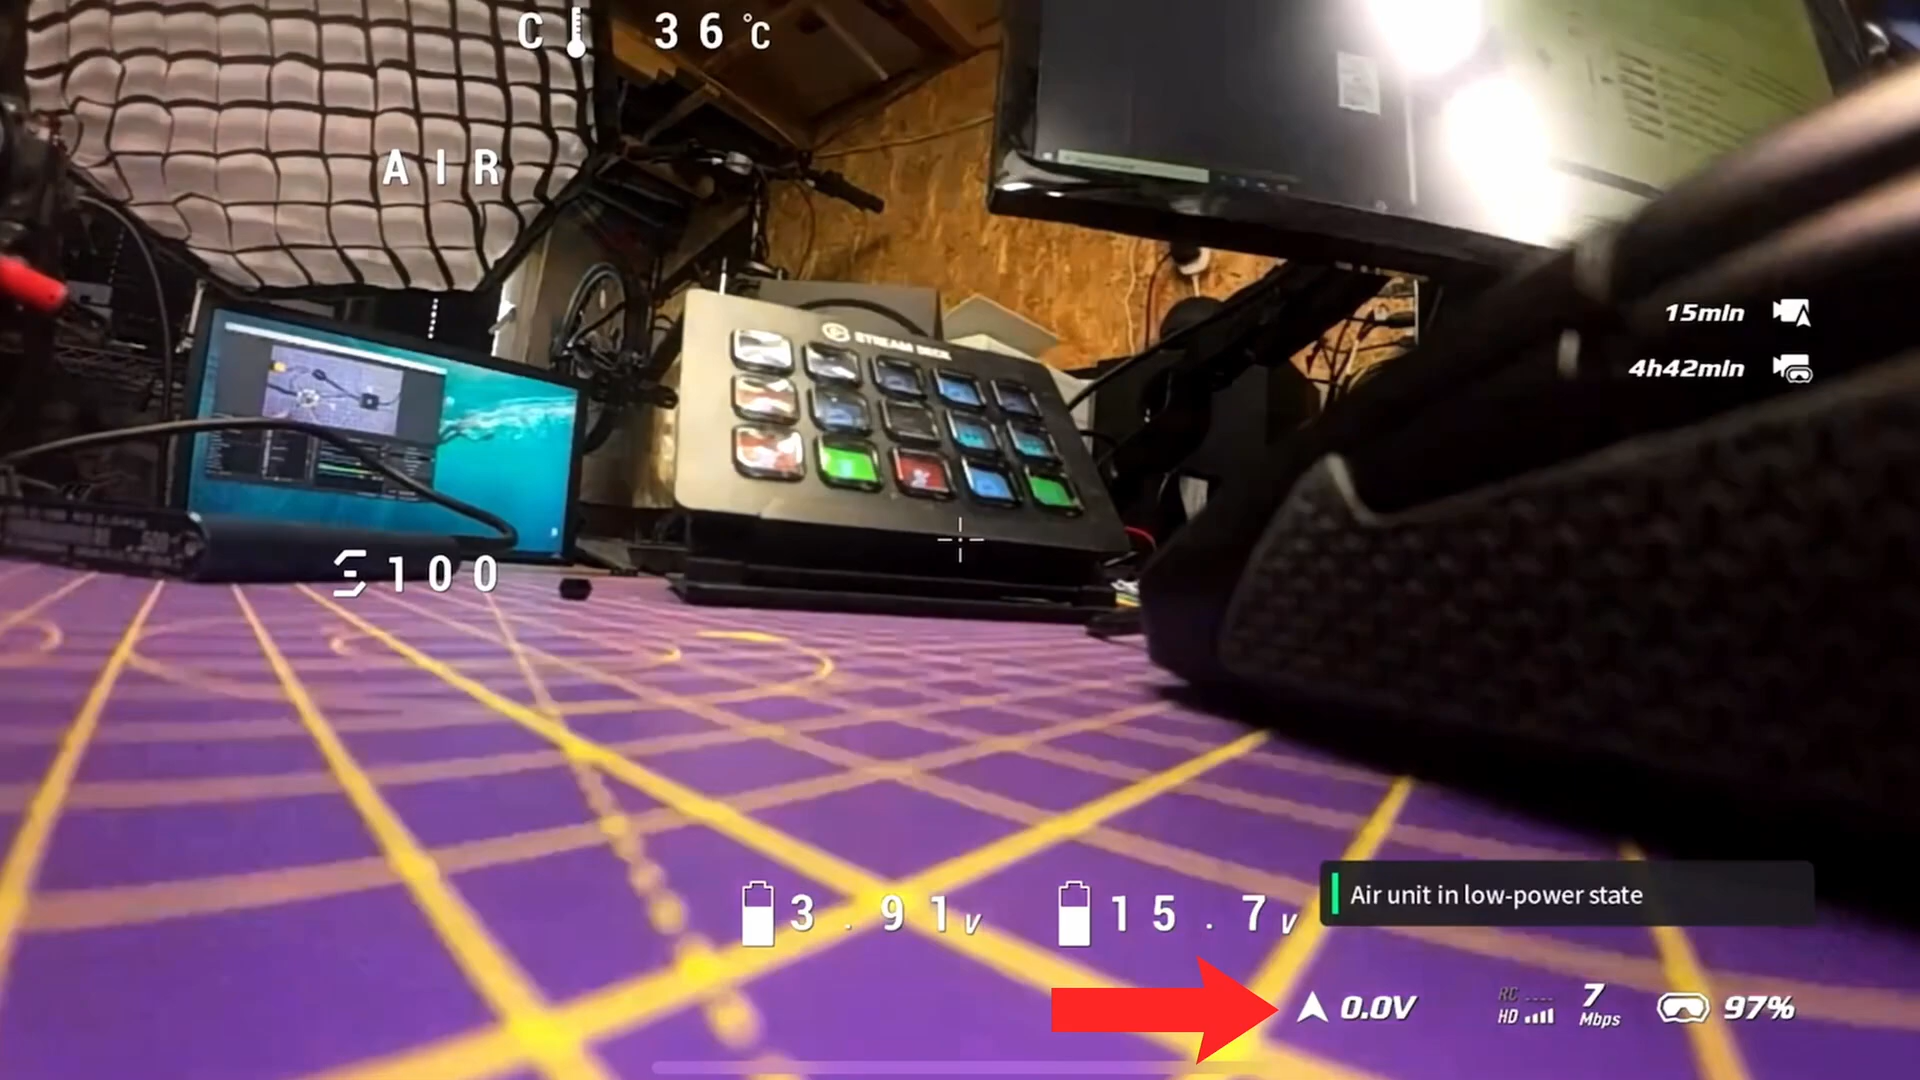 C 36°C
AIR
15min
4h42min
STREAM DECK
100
3.91V 15.7V
Air unit in low-power state
0.0V
RC
HD
7
Mbps
97%